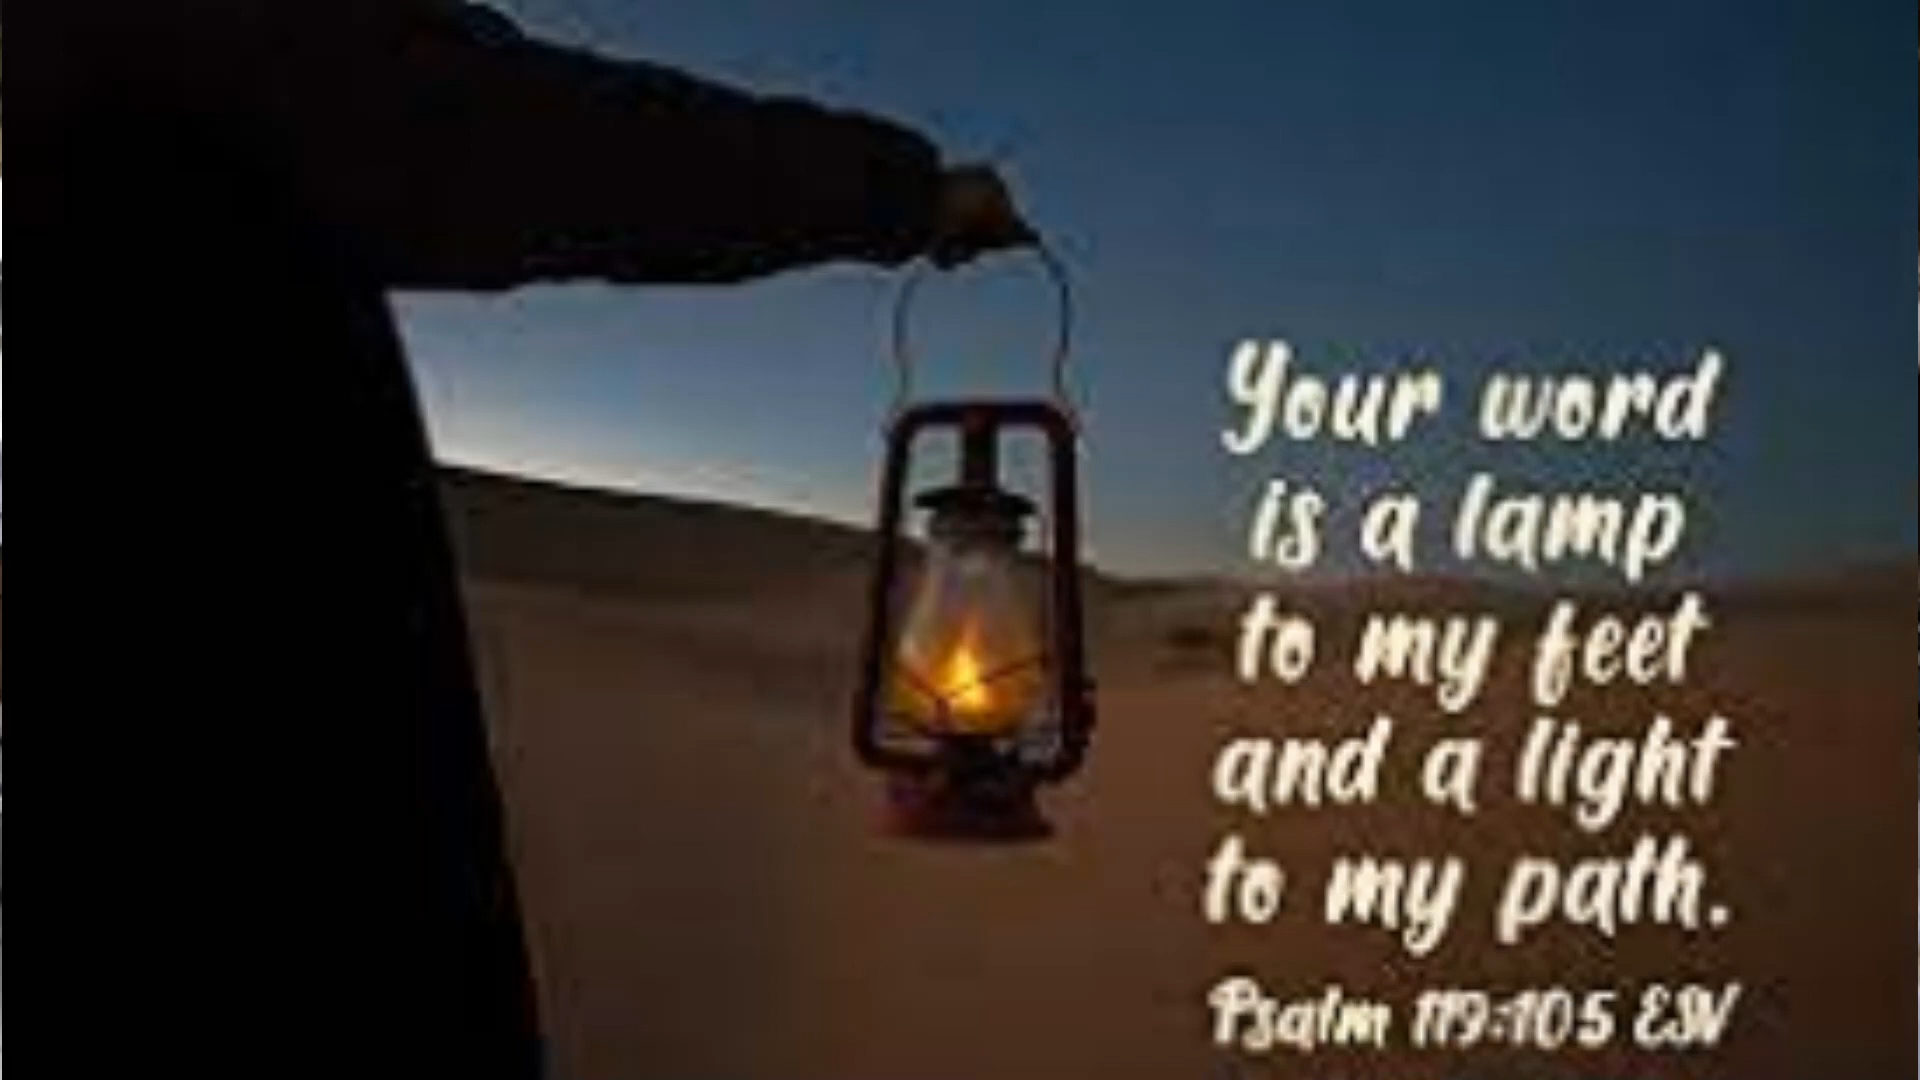 Your word
is a lamp
to my feet
and a light
to my path.
Psalm 119:105 ESV